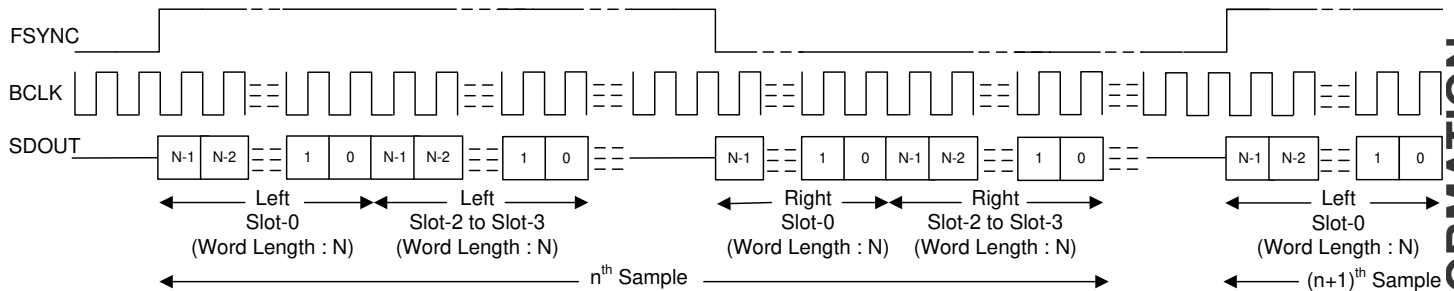 FSYNC
BCLK
SDOUT
N-1 N-2 1 0 N-1 N-2 1 0 N-1 1 0 N-1 N-2 1 0 N-1 N-2 1 0
Left
Slot-0
(Word Length : N)
Left
Slot-2 to Slot-3
(Word Length : N)
Right
Slot-0
(Word Length : N)
Right
Slot-2 to Slot-3
(Word Length : N)
Left
Slot-0
(Word Length : N)
nth Sample
(n+1)th Sample